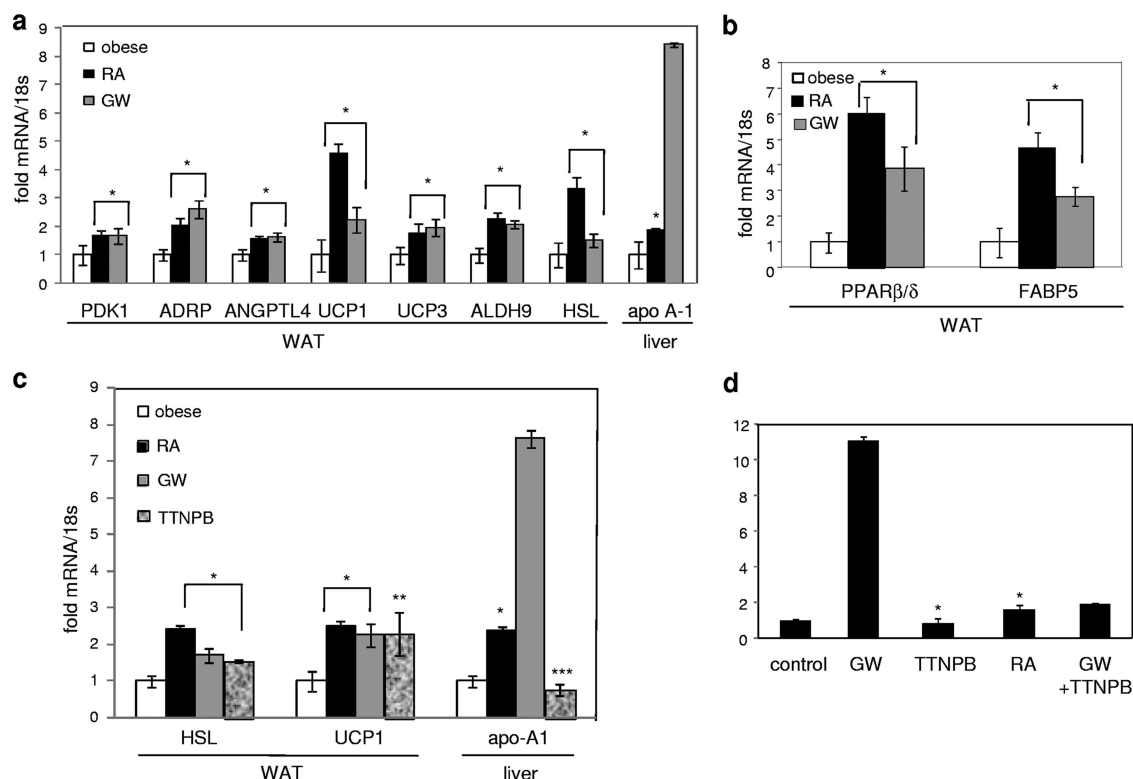 a
fold mRNA/18s
9
8
7
6
5
4
3
2
1
0
obese
RA
GW
* * * * * * * *
PDK1 ADRP ANGPTL4 UCP1 UCP3 ALDH9 HSL apo A-1
WAT liver
b
fold mRNA/18s
8
7
6
5
4
3
2
1
0
obese
RA
GW
* *
PPARβ/δ FABP5
WAT
c
fold mRNA/18s
9
8
7
6
5
4
3
2
1
0
obese
RA
GW
TTNPB
* * ** * ***
HSL UCP1 apo-A1
WAT liver
d
12
10
8
6
4
2
0
* *
control GW TTNPB RA GW
+TTNPB